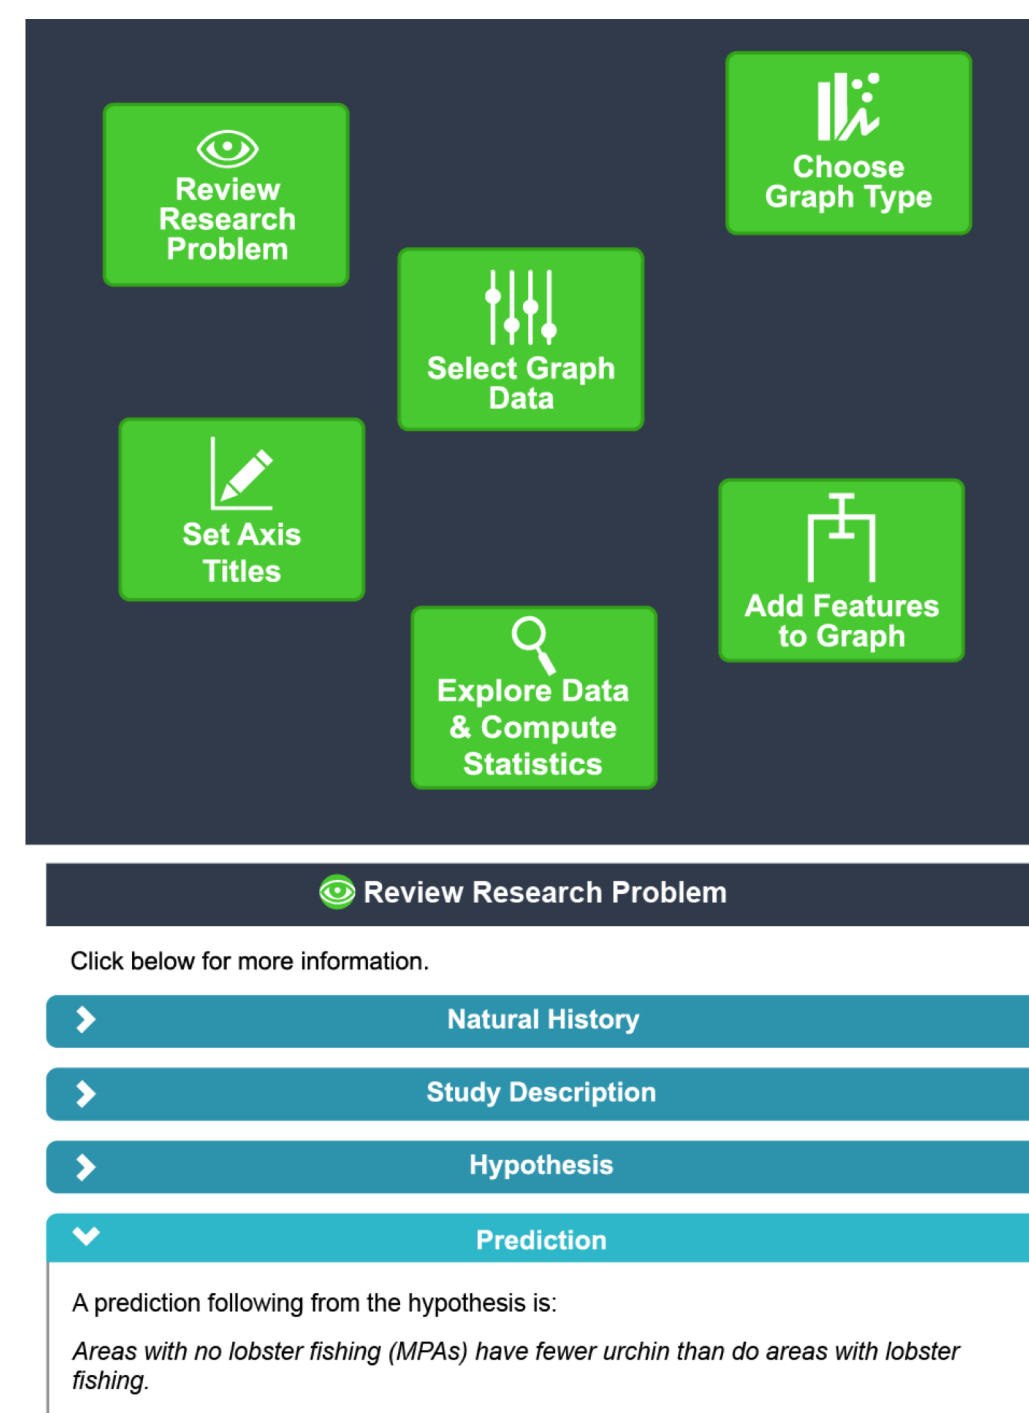 Review
Research
Problem
Choose
Graph Type
Select Graph
Data
Set Axis
Titles
Add Features
to Graph
Explore Data
& Compute
Statistics
Review Research Problem
Click below for more information.
Natural History
Study Description
Hypothesis
Prediction
A prediction following from the hypothesis is:
Areas with no lobster fishing (MPAs) have fewer urchin than do areas with lobster
fishing.